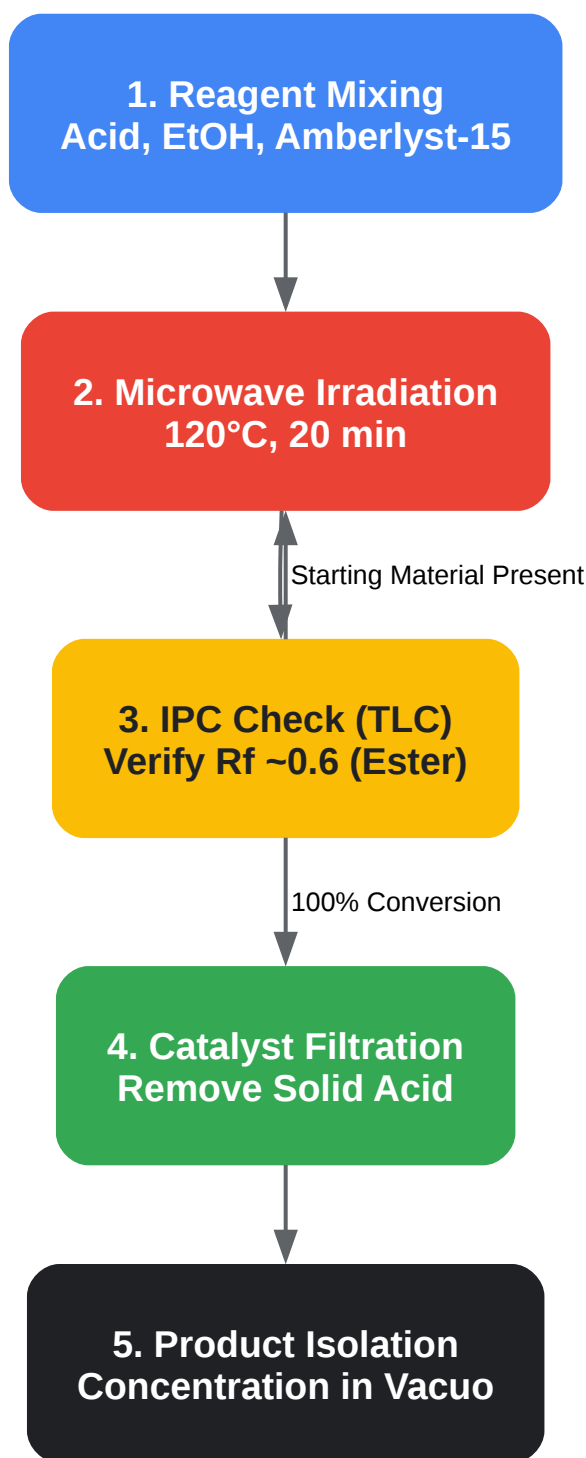 1. Reagent Mixing
Acid, EtOH, Amberlyst-15
2. Microwave Irradiation
120°C, 20 min
Starting Material Present
3. IPC Check (TLC)
Verify Rf ~0.6 (Ester)
100% Conversion
4. Catalyst Filtration
Remove Solid Acid
5. Product Isolation
Concentration in Vacuo